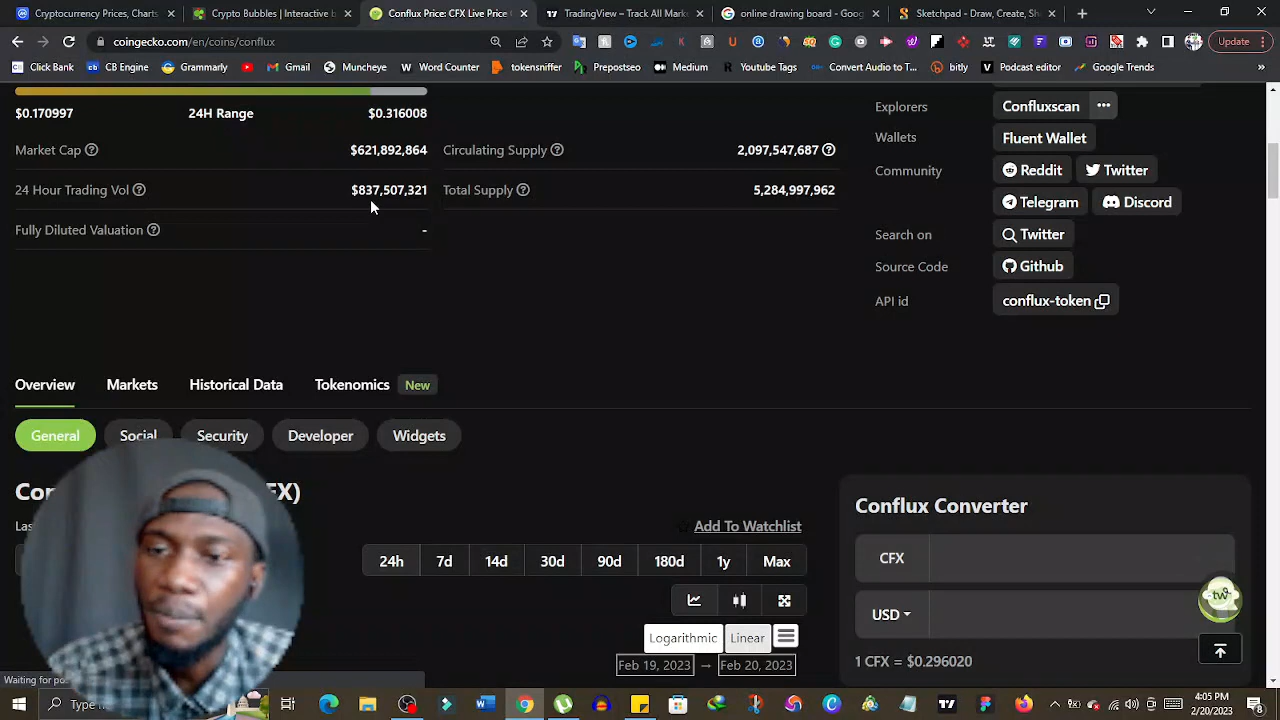 Cryptocurrency Prices, Charts
Crypto Bubbles | Interactive b
Conflux Price: CFX Live Price
TradingView – Track All Mark
online drawing board - Goog
Sketchpad - Draw, Create, Sh
coingecko.com/en/coins/conflux
Update
Click Bank
CB Engine
Grammarly
Gmail
Muncheye
Word Counter
tokensniffer
Prepostseo
Medium
Youtube Tags
Convert Audio to T...
bitly
Podcast editor
Google Trends
$0.170997
24H Range
$0.316008
Market Cap
$621,892,864
Circulating Supply
2,097,547,687
24 Hour Trading Vol
$837,507,321
Total Supply
5,284,997,962
Fully Diluted Valuation
-
Explorers
Confluxscan
Wallets
Fluent Wallet
Community
Reddit
Twitter
Telegram
Discord
Search on
Twitter
Source Code
Github
API id
conflux-token
Overview
Markets
Historical Data
Tokenomics
New
General
Social
Security
Developer
Widgets
FX)
Add To Watchlist
24h
7d
14d
30d
90d
180d
1y
Max
Logarithmic
Linear
Feb 19, 2023 → Feb 20, 2023
Conflux Converter
CFX
USD
1 CFX = $0.296020
4:05 PM
2/20/2023